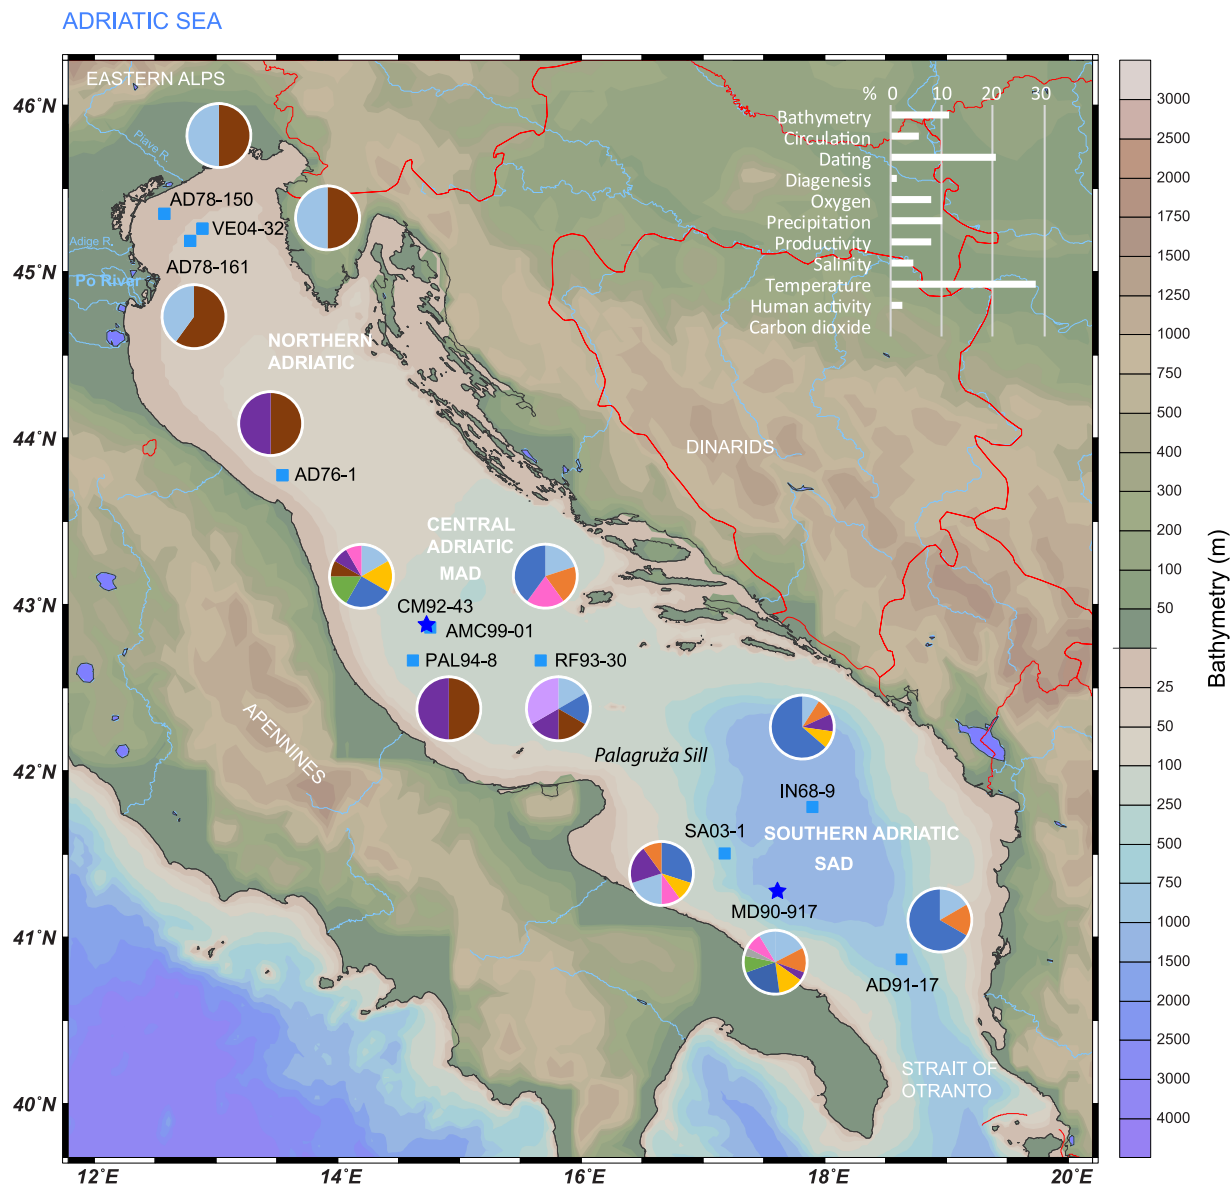 ADRIATIC SEA
EASTERN ALPS
% 0 10 20 30
Bathymetry
Circulation
Dating
Diagenesis
Oxygen
Precipitation
Productivity
Salinity
Temperature
Human activity
Carbon dioxide
46°N
45°N
44°N
43°N
42°N
41°N
40°N
Piave R.
AD78-150
VE04-32
Adige R.
AD78-161
Po River
NORTHERN
ADRIATIC
DINARIDS
AD76-1
CENTRAL
ADRIATIC
MAD
CM92-43
AMC99-01
PAL94-8
RF93-30
APENNINES
Palagruža Sill
IN68-9
SA03-1
SOUTHERN ADRIATIC
SAD
MD90-917
AD91-17
STRAIT OF
OTRANTO
12°E
14°E
16°E
18°E
20°E
3000
2500
2000
1750
1500
1250
1000
750
500
400
300
200
100
50
25
50
100
250
500
750
1000
1500
2000
2500
3000
4000
Bathymetry (m)